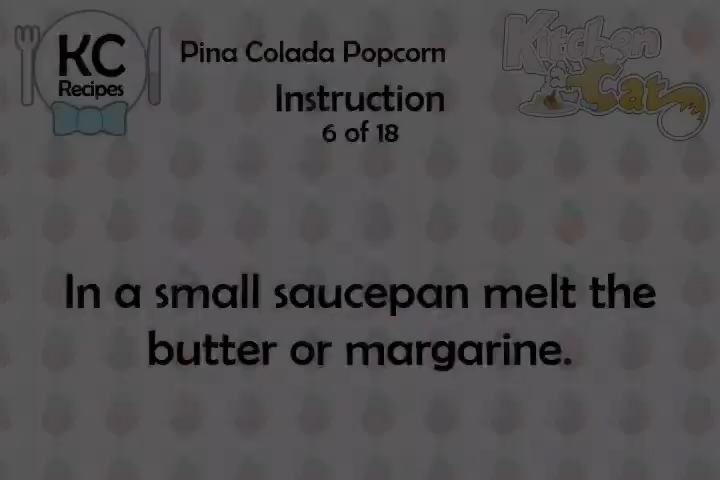 KC
Recipes
Pina Colada Popcorn
Instruction
6 of 18
Kitchen
Cat
In a small saucepan melt the
butter or margarine.